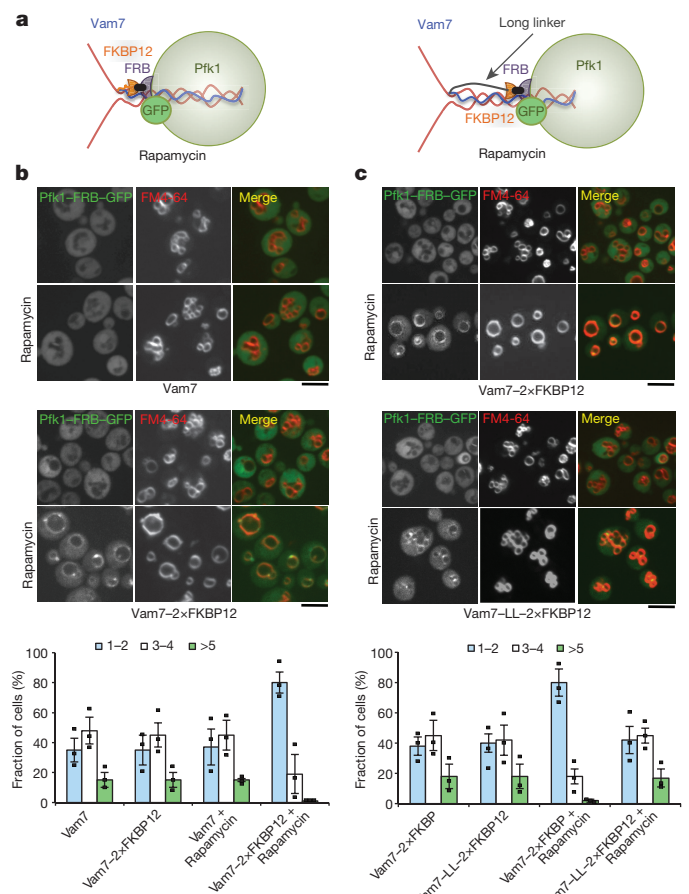 a
Vam7
FKBP12
FRB
Pfk1
GFP
Rapamycin
Vam7
Long linker
FRB
Pfk1
FKBP12
GFP
Rapamycin
b
Pfk1–FRB–GFP FM4-64 Merge
Rapamycin
Vam7
Pfk1–FRB–GFP FM4-64 Merge
Rapamycin
Vam7–2×FKBP12
1–2 3–4 >5
Fraction of cells (%)
100
80
60
40
20
0
Vam7
Vam7–2×FKBP12
Vam7 +
Rapamycin
Vam7–2×FKBP12 +
Rapamycin
c
Pfk1–FRB–GFP FM4-64 Merge
Rapamycin
Vam7–2×FKBP12
Pfk1–FRB–GFP FM4-64 Merge
Rapamycin
Vam7–LL–2×FKBP12
1–2 3–4 >5
Fraction of cells (%)
100
80
60
40
20
0
Vam7–2×FKBP
Vam7–LL–2×FKBP12
Vam7–2×FKBP +
Rapamycin
am7–LL–2×FKBP12 +
Rapamycin